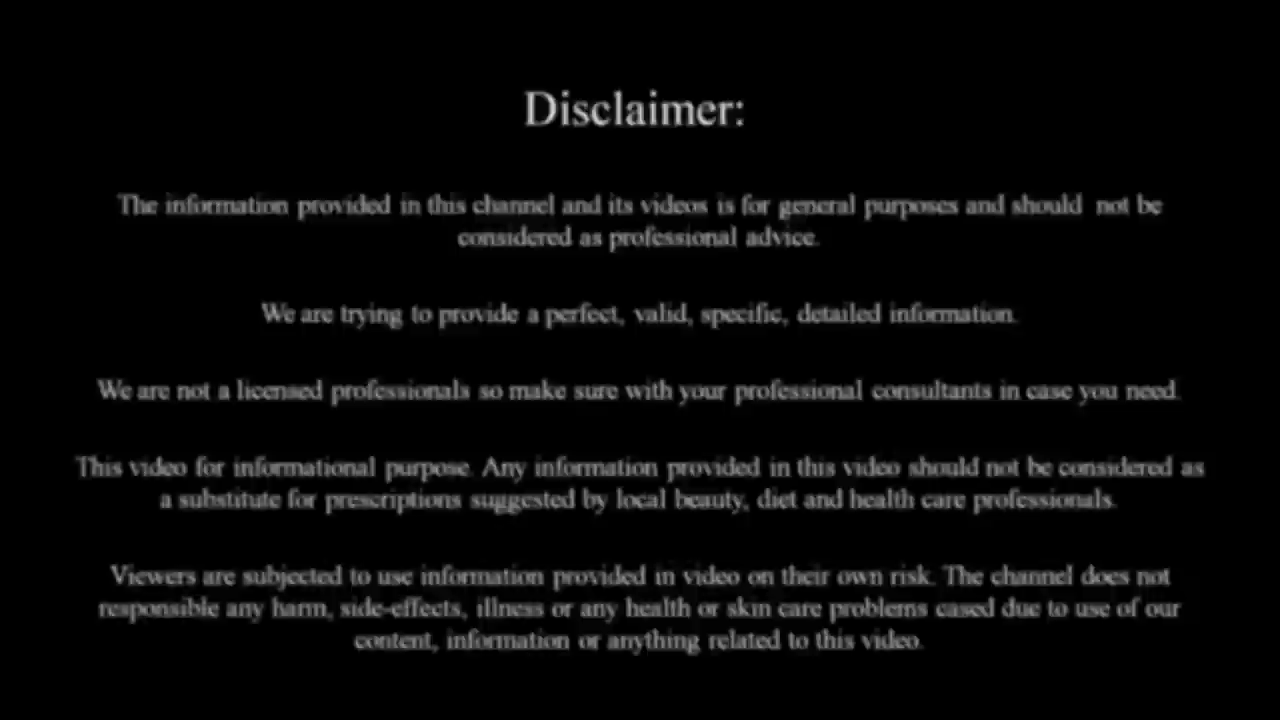 Disclaimer:
The information provided in this channel and its videos is for general purposes and should not be
considered as professional advice.
We are trying to provide a perfect, valid, specific, detailed information.
We are not a licensed professionals so make sure with your professional consultants in case you need.
This video for informational purpose. Any information provided in this video should not be considered as
a substitute for prescriptions suggested by local beauty, diet and health care professionals.
Viewers are subjected to use information provided in video on their own risk. The channel does not
responsible any harm, side-effects, illness or any health or skin care problems cased due to use of our
content, information or anything related to this video.